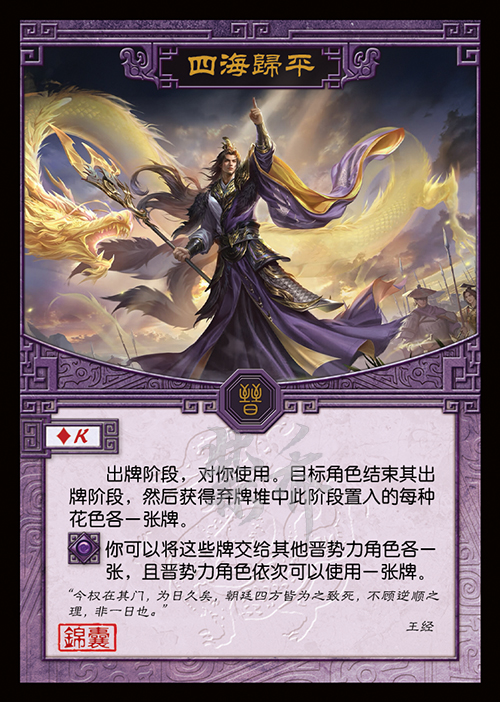 四海歸平
晉
♦K
出牌阶段，对你使用。目标角色结束其出
牌阶段，然后获得弃牌堆中此阶段置入的每种
花色各一张牌。
你可以将这些牌交给其他晋势力角色各一
张，且晋势力角色依次可以使用一张牌。
“今权在其门，为日久矣，朝廷四方皆为之致死，不顾逆顺之
理，非一日也。”
王经
錦囊